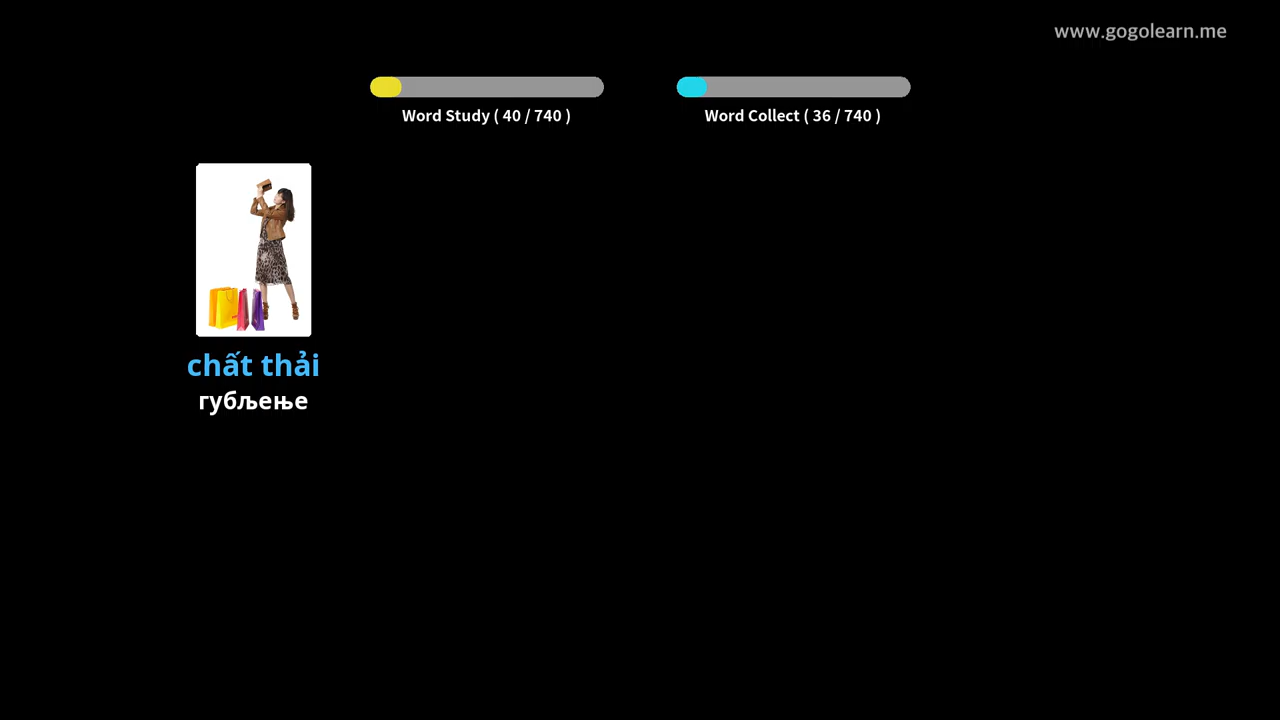 www.gogolearn.me
Word Study ( 40 / 740 )
Word Collect ( 36 / 740 )
chất thải
губљење